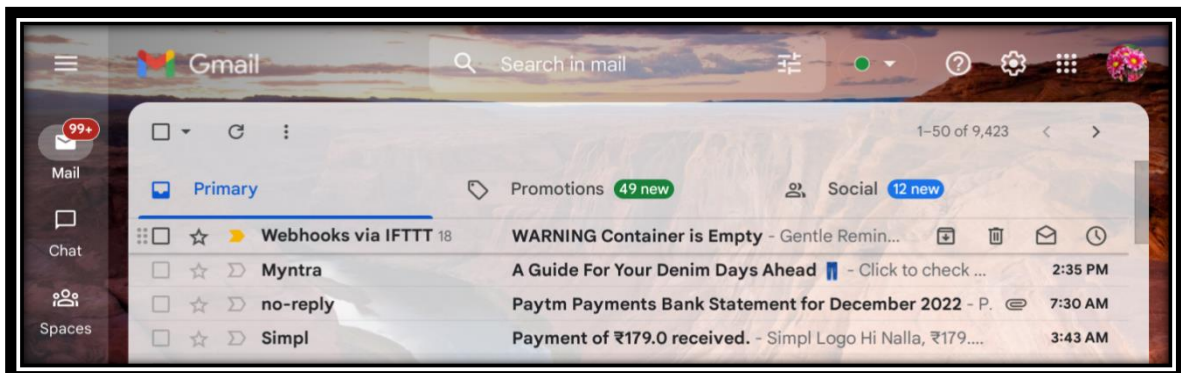 Gmail
Search in mail
99+
1–50 of 9,423
Mail
Primary
Promotions 49 new
Social 12 new
Chat
Webhooks via IFTTT 18 WARNING Container is Empty - Gentle Remin...
Myntra A Guide For Your Denim Days Ahead 👖 - Click to check ... 2:35 PM
Spaces
no-reply Paytm Payments Bank Statement for December 2022 - P. 7:30 AM
Simpl Payment of ₹179.0 received. - Simpl Logo Hi Nalla, ₹179.... 3:43 AM